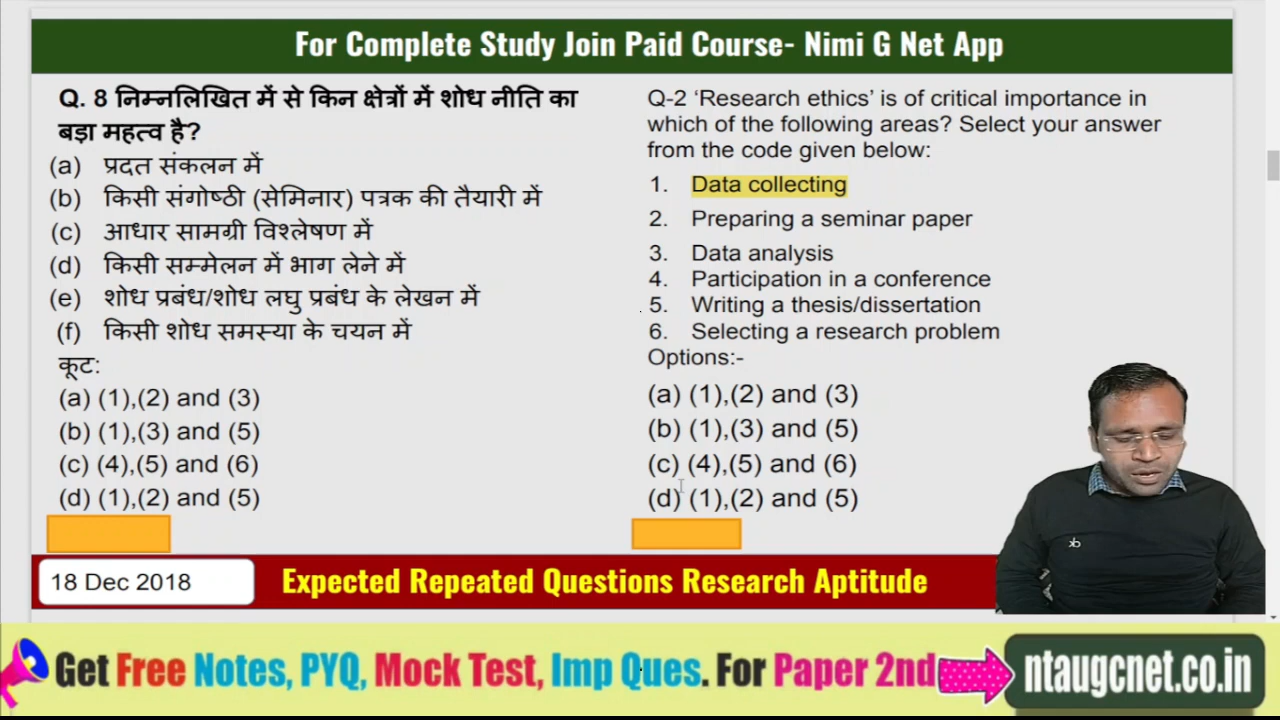 For Complete Study Join Paid Course- Nimi G Net App
Q. 8 निम्नलिखित में से किन क्षेत्रों में शोध नीति का
बड़ा महत्व है?
(a) प्रदत संकलन में
(b) किसी संगोष्ठी (सेमिनार) पत्रक की तैयारी में
(c) आधार सामग्री विश्लेषण में
(d) किसी सम्मेलन में भाग लेने में
(e) शोध प्रबंध/शोध लघु प्रबंध के लेखन में
(f) किसी शोध समस्या के चयन में
कूट:
(a) (1),(2) and (3)
(b) (1),(3) and (5)
(c) (4),(5) and (6)
(d) (1),(2) and (5)
Q-2 ‘Research ethics’ is of critical importance in
which of the following areas? Select your answer
from the code given below:
1. Data collecting
2. Preparing a seminar paper
3. Data analysis
4. Participation in a conference
5. Writing a thesis/dissertation
6. Selecting a research problem
Options:-
(a) (1),(2) and (3)
(b) (1),(3) and (5)
(c) (4),(5) and (6)
(d) (1),(2) and (5)
18 Dec 2018
Expected Repeated Questions Research Aptitude
Get Free Notes, PYQ, Mock Test, Imp Ques. For Paper 2nd
ntaugcnet.co.in